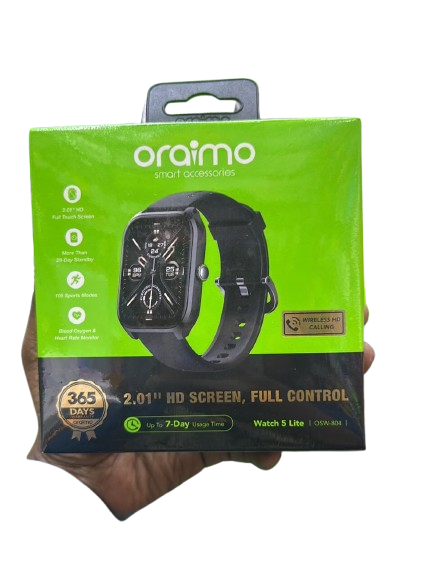 oraimo
smart accessories
2.01" HD
Full Touch Screen
More Than
20-Day Standby
105 Sports Modes
Blood Oxygen &
Heart Rate Monitor
WIRELESS HD
CALLING
365
DAYS
oraimo
2.01" HD SCREEN, FULL CONTROL
Up To 7-Day Usage Time
Watch 5 Lite | OSW-804 |